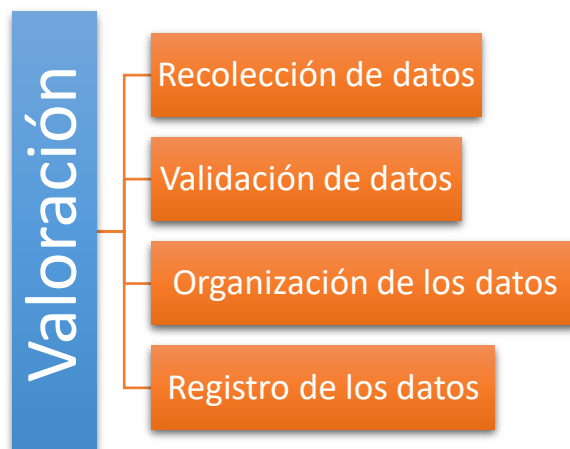 Valoración
Recolección de datos
Validación de datos
Organización de los datos
Registro de los datos